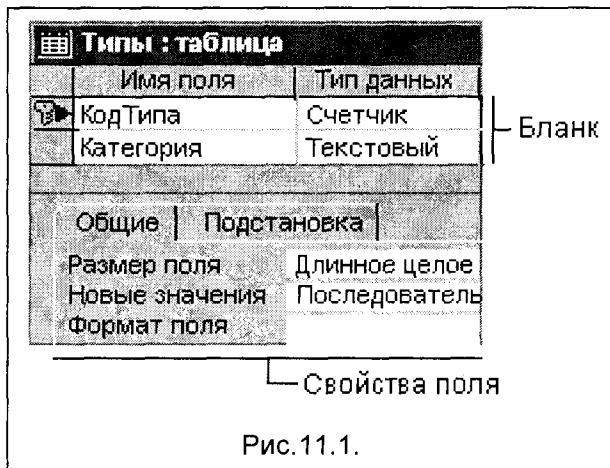 Типы : таблица
Имя поля Тип данных
КодТипа Счетчик
Категория Текстовый
Бланк
Общие Подстановка
Размер поля Длинное целое
Новые значения Последователь
Формат поля
Свойства поля
Рис.11.1.